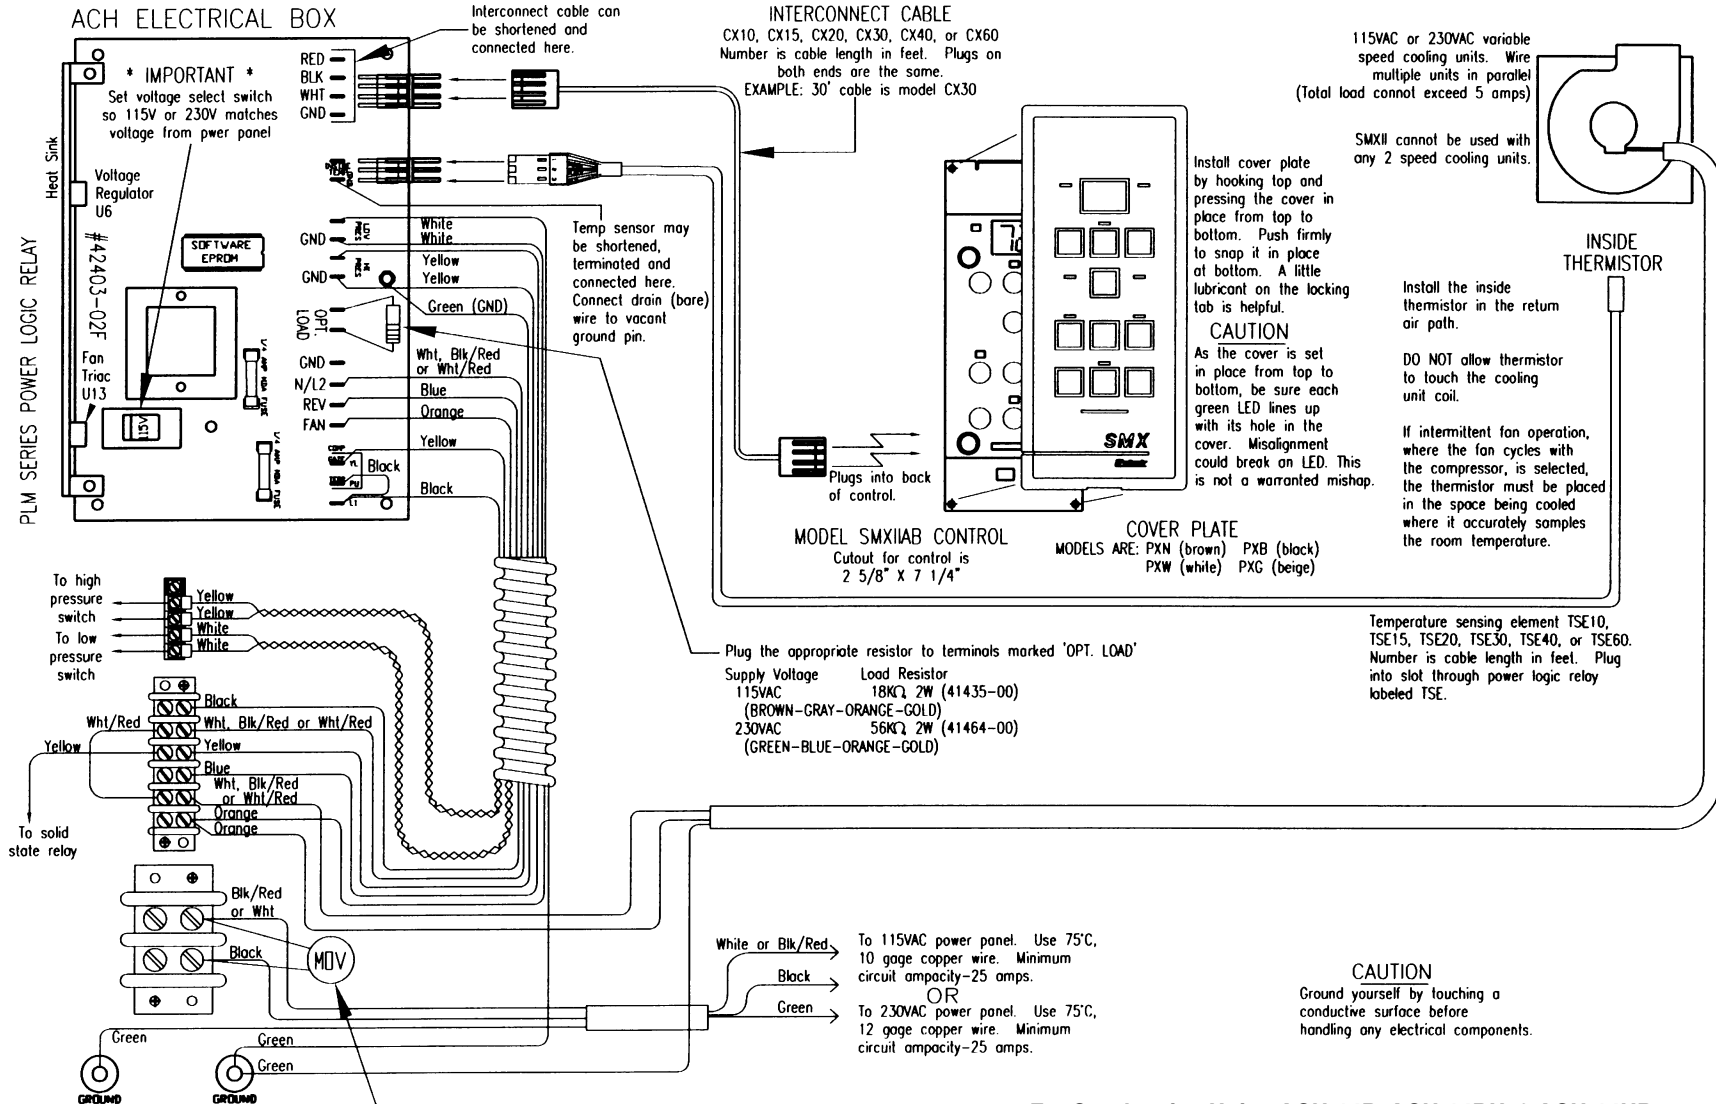 ACH ELECTRICAL BOX
Interconnect cable can
be shortened and
connected here.
* IMPORTANT *
Set voltage select switch
so 115V or 230V matches
voltage from pwer panel
RED
BLK
WHT
GND
Heat Sink
Voltage
Regulator
U6
#42403-02F
PLM SERIES POWER LOGIC RELAY
SOFTWARE
EPROM
Fan
Triac
U13
115V
1/4 AMP MDA FUSE
1/4 AMP MDA FUSE
GND
LOW
PRES
GND
HI
PRES
OPT.
LOAD
GND
N/L2
REV
FAN
YL
PU
L1
White
White
Yellow
Yellow
Green (GND)
Wht, Blk/Red
or Wht/Red
Blue
Orange
Yellow
Black
Black
Temp sensor may
be shortened,
terminated and
connected here.
Connect drain (bare)
wire to vacant
ground pin.
INTERCONNECT CABLE
CX10, CX15, CX20, CX30, CX40, or CX60
Number is cable length in feet. Plugs on
both ends are the same.
EXAMPLE: 30' cable is model CX30
Plugs into back
of control.
SMX
MODEL SMXIIAB CONTROL
Cutout for control is
2 5/8" X 7 1/4"
COVER PLATE
MODELS ARE: PXN (brown) PXB (black)
PXW (white) PXG (beige)
Install cover plate
by hooking top and
pressing the cover in
place from top to
bottom. Push firmly
to snap it in place
at bottom. A little
lubricant on the locking
tab is helpful.
CAUTION
As the cover is set
in place from top to
bottom, be sure each
green LED lines up
with its hole in the
cover. Misalignment
could break an LED. This
is not a warranted mishap.
115VAC or 230VAC variable
speed cooling units. Wire
multiple units in parallel
(Total load connot exceed 5 amps)
SMXII cannot be used with
any 2 speed cooling units.
INSIDE
THERMISTOR
Install the inside
thermistor in the return
air path.
DO NOT allow thermistor
to touch the cooling
unit coil.
If intermittent fan operation,
where the fan cycles with
the compressor, is selected,
the thermistor must be placed
in the space being cooled
where it accurately samples
the room temperature.
Temperature sensing element TSE10,
TSE15, TSE20, TSE30, TSE40, or TSE60.
Number is cable length in feet. Plug
into slot through power logic relay
labeled TSE.
To high
pressure
switch
To low
pressure
switch
Yellow
Yellow
White
White
Plug the appropriate resistor to terminals marked 'OPT. LOAD'
Supply Voltage Load Resistor
115VAC 18KΩ, 2W (41435-00)
(BROWN-GRAY-ORANGE-GOLD)
230VAC 56KΩ, 2W (41464-00)
(GREEN-BLUE-ORANGE-GOLD)
Black
Wht/Red
Wht, Blk/Red or Wht/Red
Yellow
Yellow
Blue
Wht, Blk/Red
or Wht/Red
Orange
Orange
To solid
state relay
Blk/Red
or Wht
Black
MOV
White or Blk/Red
Black
Green
To 115VAC power panel. Use 75°C,
10 gage copper wire. Minimum
circuit ampacity-25 amps.
OR
To 230VAC power panel. Use 75°C,
12 gage copper wire. Minimum
circuit ampacity-25 amps.
CAUTION
Ground yourself by touching a
conductive surface before
handling any electrical components.
Green
Green
Green
GROUND
GROUND